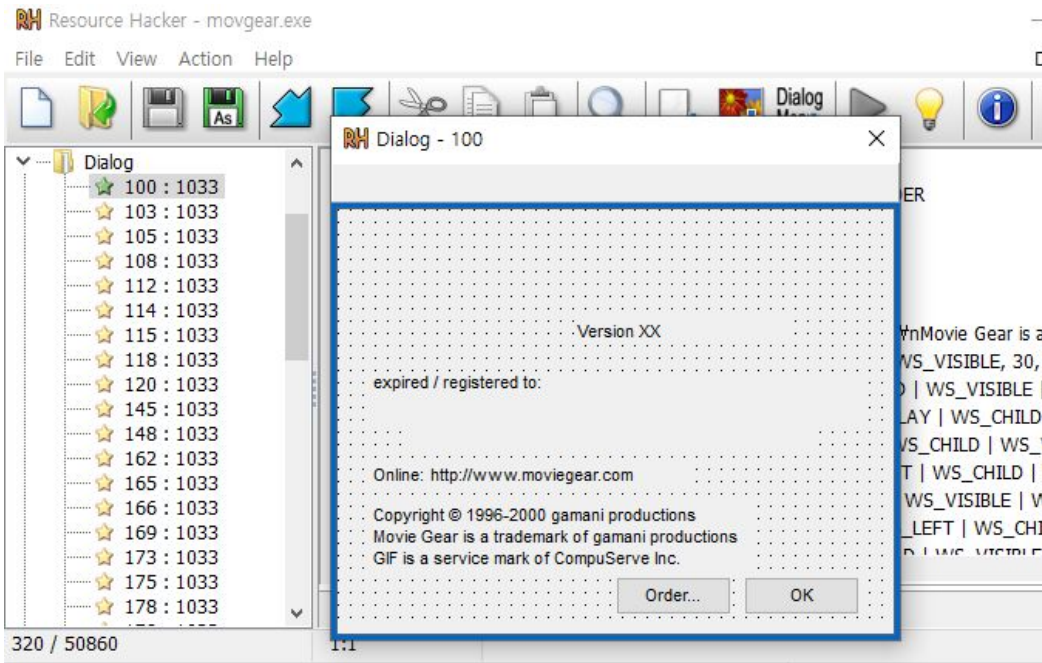 RH Resource Hacker - movgear.exe
File Edit View Action Help
As
Dialog
RH Dialog - 100
Dialog
100 : 1033
103 : 1033
105 : 1033
108 : 1033
112 : 1033
114 : 1033
115 : 1033
118 : 1033
120 : 1033
145 : 1033
148 : 1033
162 : 1033
165 : 1033
166 : 1033
169 : 1033
173 : 1033
175 : 1033
178 : 1033
Version XX
expired / registered to:
Online: http://www.moviegear.com
Copyright © 1996-2000 gamani productions
Movie Gear is a trademark of gamani productions
GIF is a service mark of CompuServe Inc.
Order... OK
nMovie Gear is a
WS_VISIBLE, 30,
| WS_VISIBLE |
LAY | WS_CHILD
WS_CHILD | WS_
T | WS_CHILD |
WS_VISIBLE |
_LEFT | WS_CHI
320 / 50860
1:1